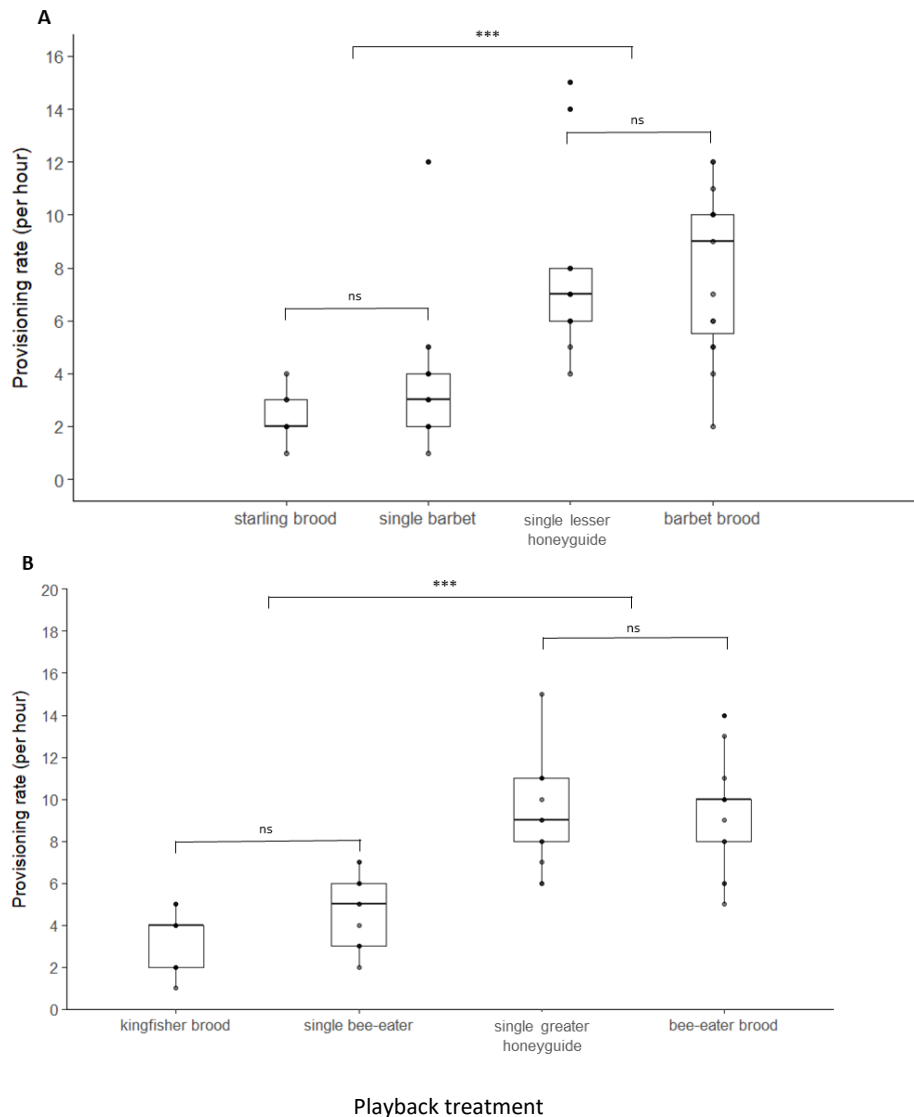 A
***
16
14
ns
12
10
8
ns
6
4
2
0
Provisioning rate (per hour)
starling brood single barbet single lesser barbet brood
honeyguide
B
20
***
18
ns
16
14
12
10
8
ns
6
4
2
0
Provisioning rate (per hour)
kingfisher brood single bee-eater single greater bee-eater brood
honeyguide
Playback treatment